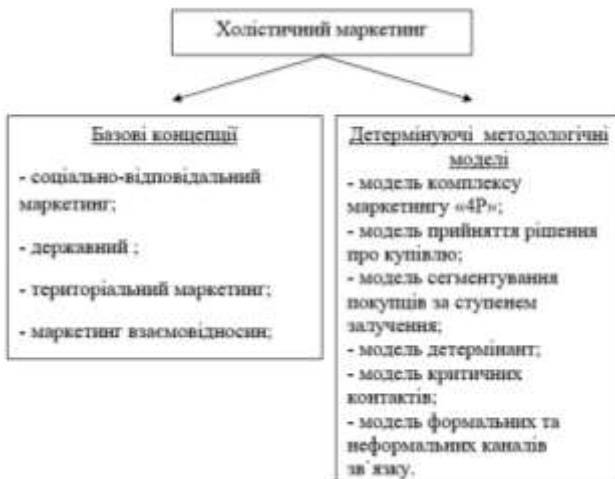 Холістичний маркетинг
Базові концепції
- соціально-відповідальний
маркетинг;
- державний ;
- територіальний маркетинг;
- маркетинг взаємовідносин;
Детермінуючі методологічні
моделі
- модель комплексу
маркетингу «4Р»;
- модель прийняття рішення
про купівлю;
- модель сегментування
покупців за ступенем
залучення;
- модель детермінант;
- модель критичних
контактів;
- модель формальних та
неформальних каналів
зв`язку.